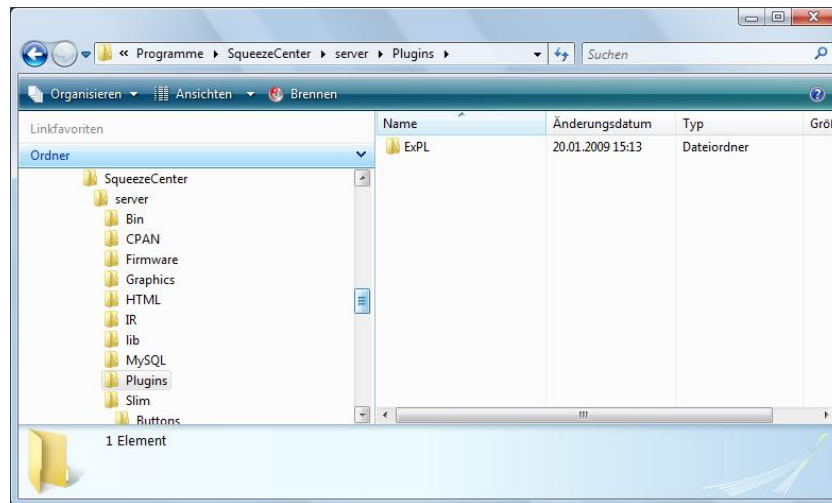 « Programme ▸ SqueezeCenter ▸ server ▸ Plugins ▸
Suchen
Organisieren Ansichten Brennen
Linkfavoriten
Ordner
SqueezeCenter
server
Bin
CPAN
Firmware
Graphics
HTML
IR
lib
MySQL
Plugins
Slim
Buttons
Name Änderungsdatum Typ Größ
ExPL 20.01.2009 15:13 Dateiordner
1 Element